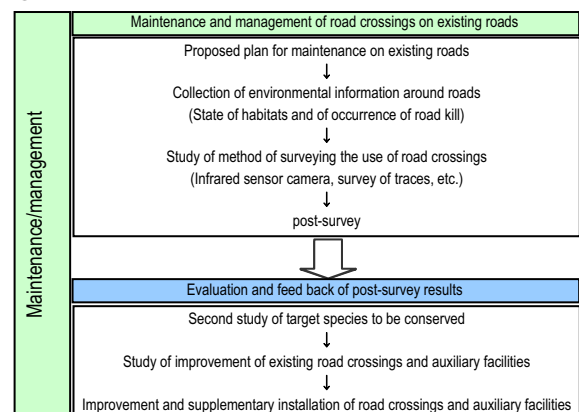 Maintenance/management
Maintenance and management of road crossings on existing roads
Proposed plan for maintenance on existing roads
↓
Collection of environmental information around roads
(State of habitats and of occurrence of road kill)
↓
Study of method of surveying the use of road crossings
(Infrared sensor camera, survey of traces, etc.)
↓
post-survey
Evaluation and feed back of post-survey results
Second study of target species to be conserved
↓
Study of improvement of existing road crossings and auxiliary facilities
↓
Improvement and supplementary installation of road crossings and auxiliary facilities